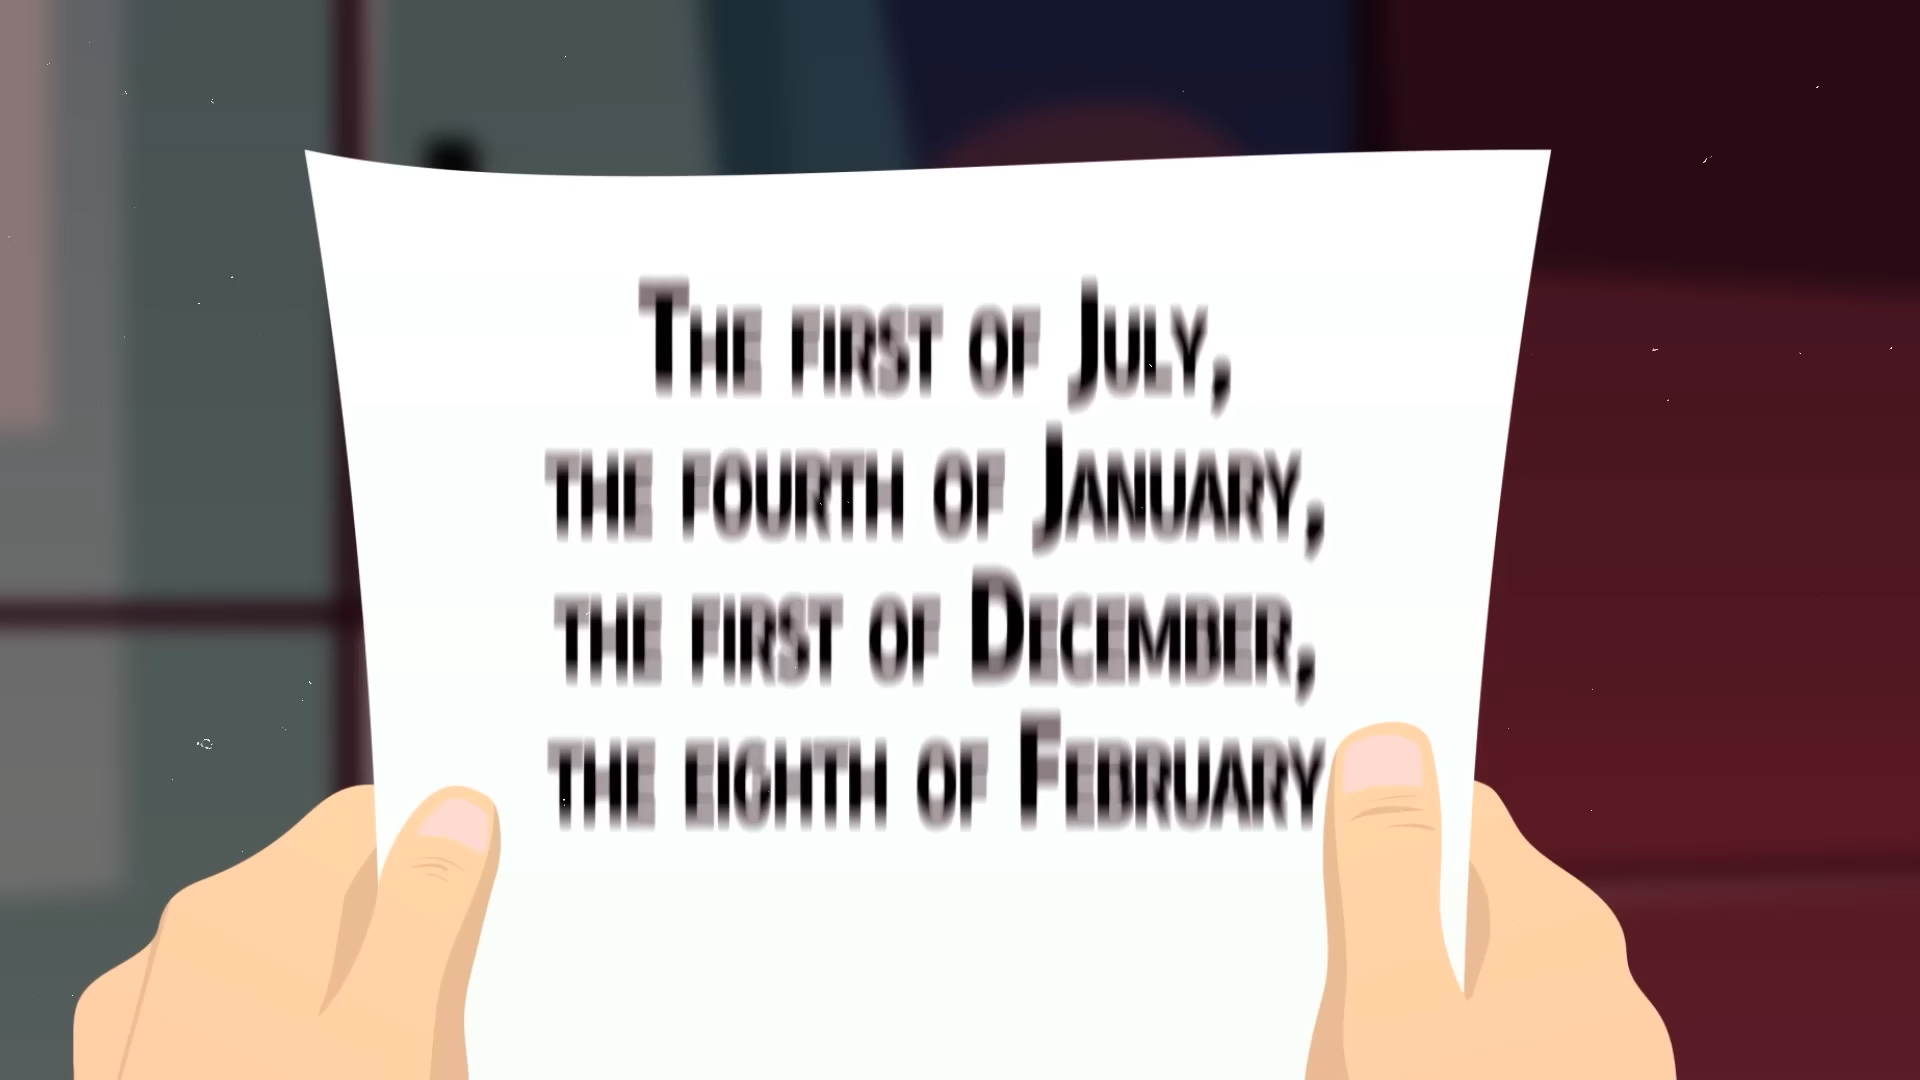 The first of July,
the fourth of January,
the first of December,
the eighth of February